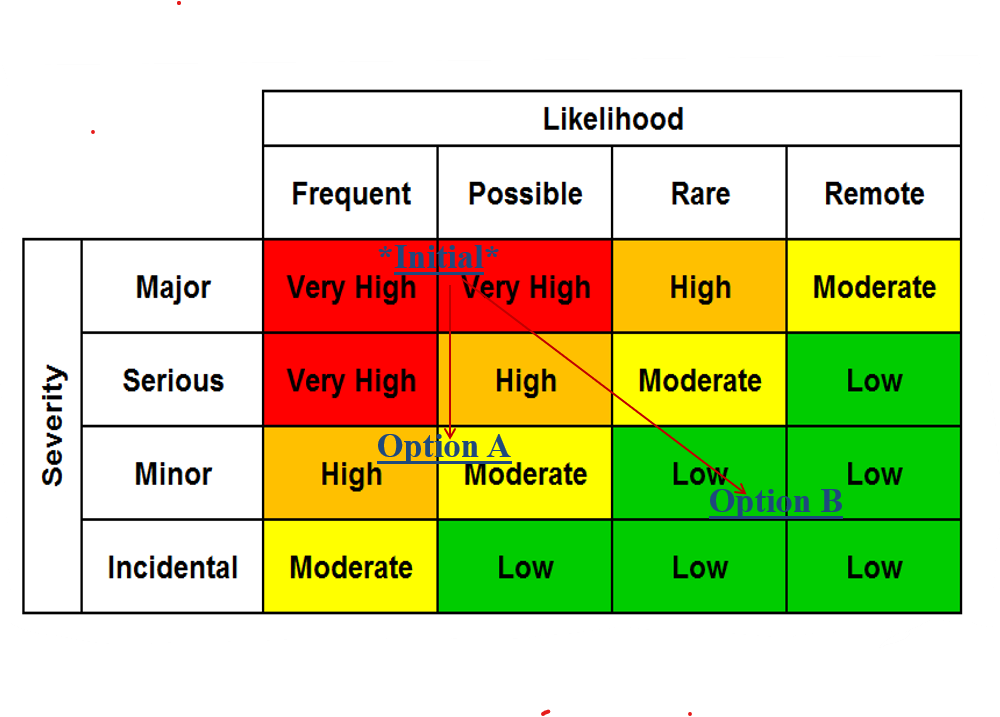 Likelihood
Frequent Possible Rare Remote
*Initial*
Major Very High Very High High Moderate
Severity
Serious Very High High Moderate Low
Option A
Minor High Moderate Low Low
Option B
Incidental Moderate Low Low Low